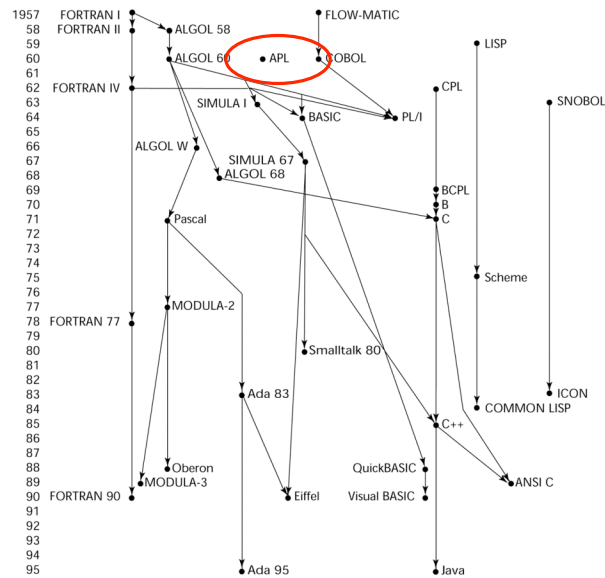 1957 FORTRAN I FLOW-MATIC
58 FORTRAN II ALGOL 58
59 LISP
60 ALGOL 60 APL COBOL
61
62 FORTRAN IV CPL
63 SIMULA I SNOBOL
64 BASIC PL/I
65
66 ALGOL W
67 SIMULA 67
68 ALGOL 68
69 BCPL
70 B
71 Pascal C
72
73
74
75 Scheme
76
77 MODULA-2
78 FORTRAN 77
79
80 Smalltalk 80
81
82
83 Ada 83 ICON
84 COMMON LISP
85 C++
86
87
88 Oberon QuickBASIC
89 MODULA-3 ANSI C
90 FORTRAN 90 Eiffel Visual BASIC
91
92
93
94
95 Ada 95 Java